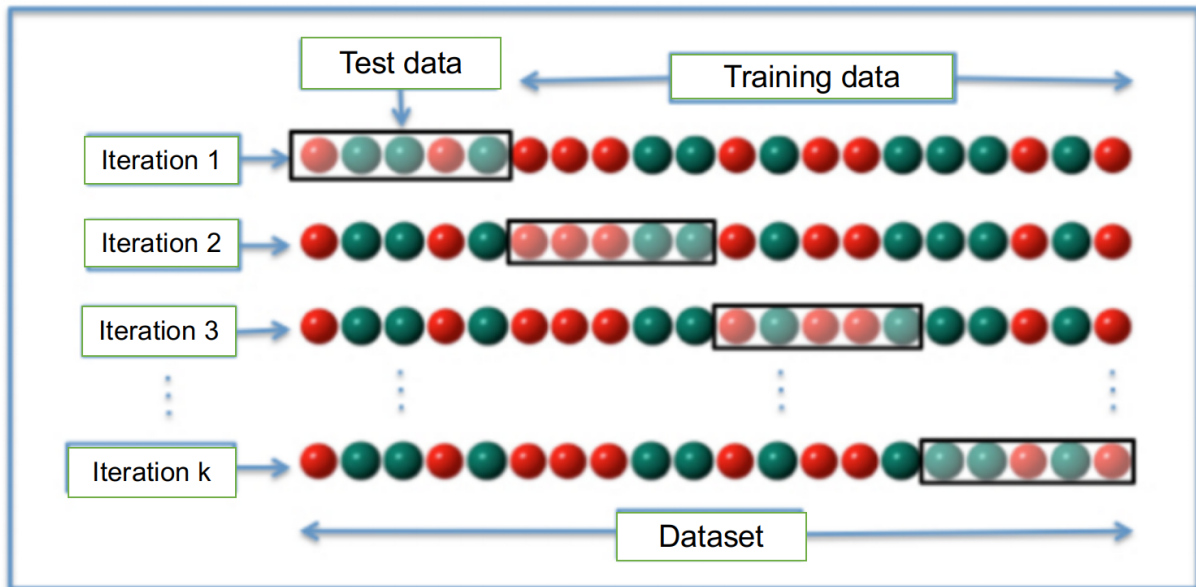 Test data
Training data
Iteration 1
Iteration 2
Iteration 3
Iteration k
Dataset